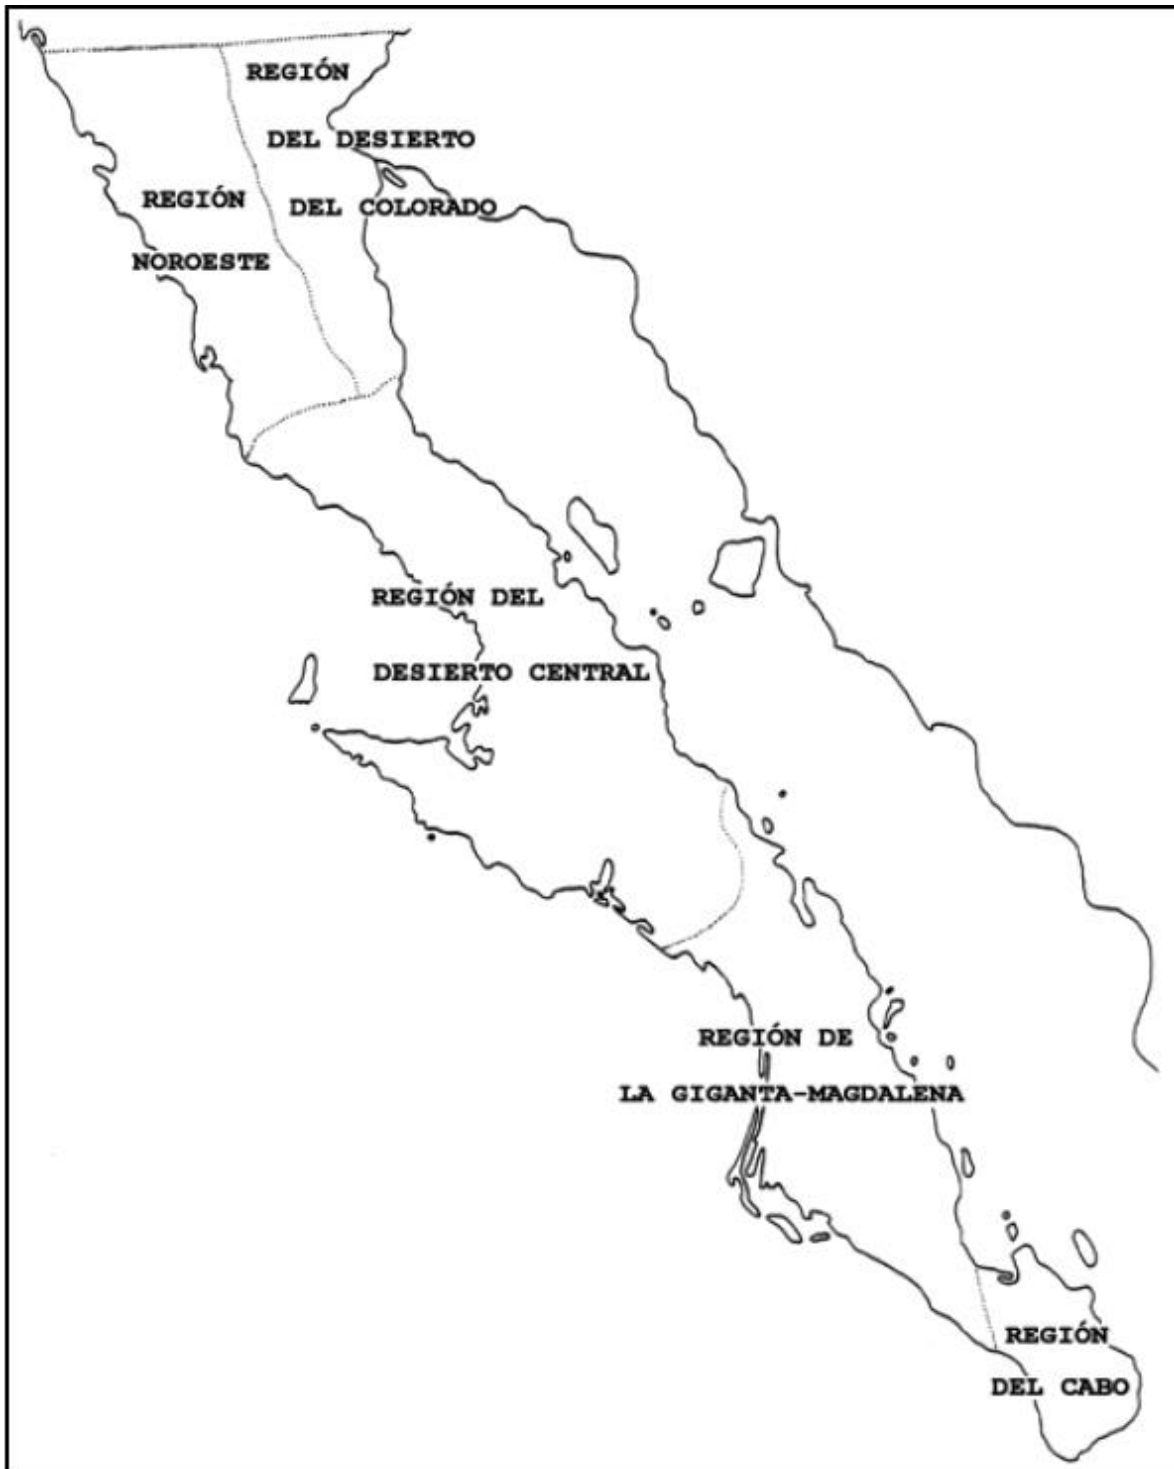 REGIÓN
DEL DESIERTO
DEL COLORADO
REGIÓN
NOROESTE
REGIÓN DEL
DESIERTO CENTRAL
REGIÓN DE
LA GIGANTA-MAGDALENA
REGIÓN
DEL CABO